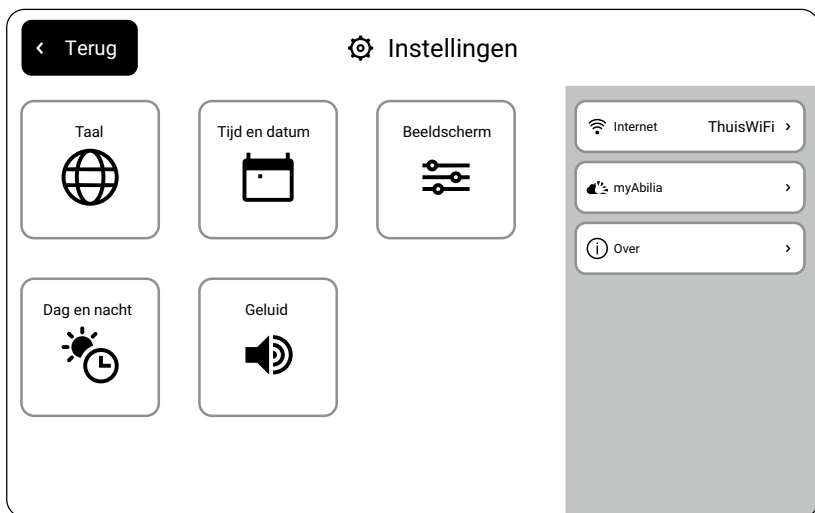 Terug
Instellingen
Taal
Tijd en datum
Beeldscherm
Dag en nacht
Geluid
Internet ThuisWiFi
myAbilia
Over